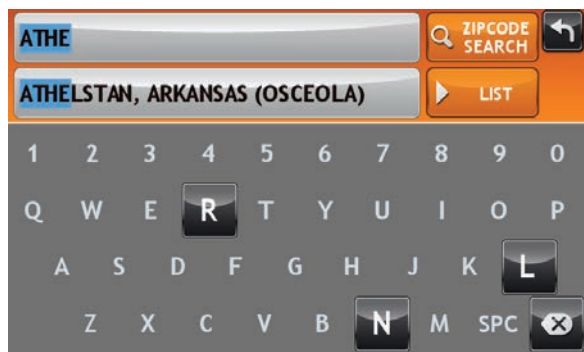 ATHE
ZIPCODE
SEARCH
ATHELSTAN, ARKANSAS (OSCEOLA)
LIST
1 2 3 4 5 6 7 8 9 0
Q W E R T Y U I O P
A S D F G H J K L
Z X C V B N M SPC